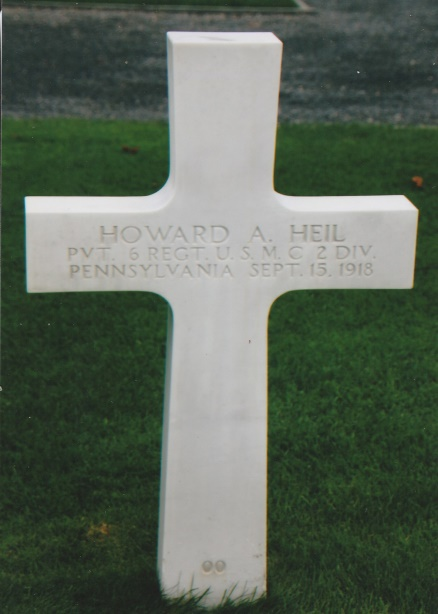 HOWARD A. HEIL
PVT. 6 REGT. U.S.M.C 2 DIV.
PENNSYLVANIA SEPT. 15, 1918